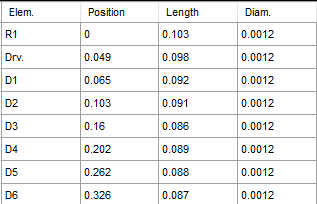 Elem. Position Length Diam.
R1 0 0.103 0.0012
Drv. 0.049 0.098 0.0012
D1 0.065 0.092 0.0012
D2 0.103 0.091 0.0012
D3 0.16 0.086 0.0012
D4 0.202 0.089 0.0012
D5 0.262 0.088 0.0012
D6 0.326 0.087 0.0012